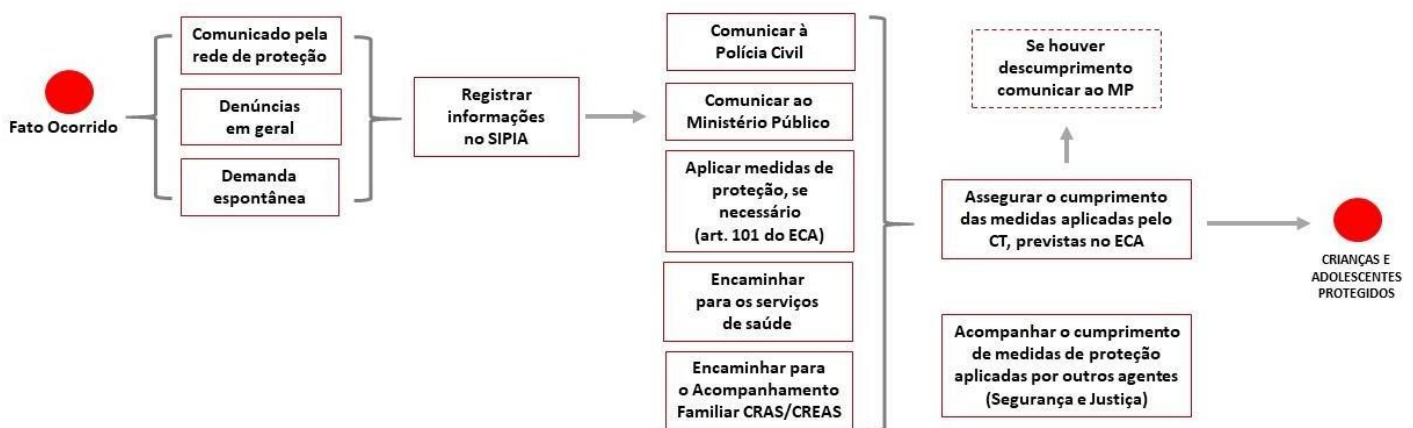 Fato Ocorrido
Comunicado pela
rede de proteção
Denúncias
em geral
Demanda
espontânea
Registrar
informações
no SIPIA
Comunicar à
Polícia Civil
Comunicar ao
Ministério Público
Aplicar medidas de
proteção, se
necessário
(art. 101 do ECA)
Encaminhar
para os serviços
de saúde
Encaminhar para
o Acompanhamento
Familiar CRAS/CREAS
Se houver
descumprimento
comunicar ao MP
Assegurar o cumprimento
das medidas aplicadas pelo
CT, previstas no ECA
Acompanhar o cumprimento
de medidas de proteção
aplicadas por outros agentes
(Segurança e Justiça)
CRIANÇAS E
ADOLESCENTES
PROTEGIDOS